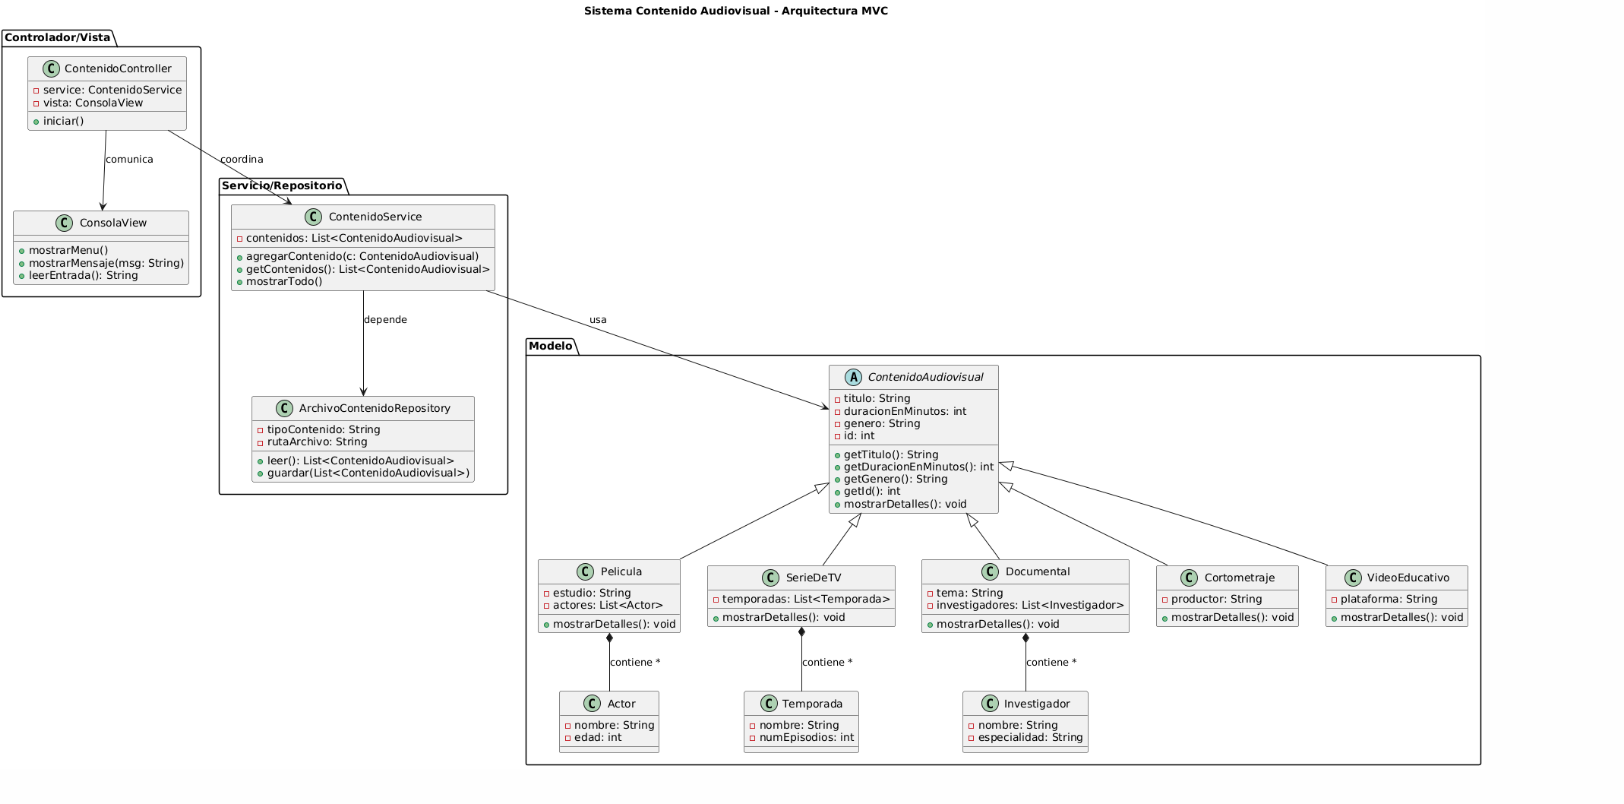 Sistema Contenido Audiovisual - Arquitectura MVC
Controlador/Vista
C ContenidoController
service: ContenidoService
vista: ConsolaView
iniciar()
comunica
coordina
C ConsolaView
mostrarMenu()
mostrarMensaje(msg: String)
leerEntrada(): String
Servicio/Repositorio
C ContenidoService
contenidos: List<ContenidoAudiovisual>
agregarContenido(c: ContenidoAudiovisual)
getContenidos(): List<ContenidoAudiovisual>
mostrarTodo()
depende
usa
C ArchivoContenidoRepository
tipoContenido: String
rutaArchivo: String
leer(): List<ContenidoAudiovisual>
guardar(List<ContenidoAudiovisual>)
Modelo
A ContenidoAudiovisual
titulo: String
duracionEnMinutos: int
genero: String
id: int
getTitulo(): String
getDuracionEnMinutos(): int
getGenero(): String
getId(): int
mostrarDetalles(): void
C Pelicula
estudio: String
actores: List<Actor>
mostrarDetalles(): void
C SerieDeTV
temporadas: List<Temporada>
mostrarDetalles(): void
C Documental
tema: String
investigadores: List<Investigador>
mostrarDetalles(): void
C Cortometraje
productor: String
mostrarDetalles(): void
C VideoEducativo
plataforma: String
mostrarDetalles(): void
contiene *
contiene *
contiene *
C Actor
nombre: String
edad: int
C Temporada
nombre: String
numEpisodios: int
C Investigador
nombre: String
especialidad: String